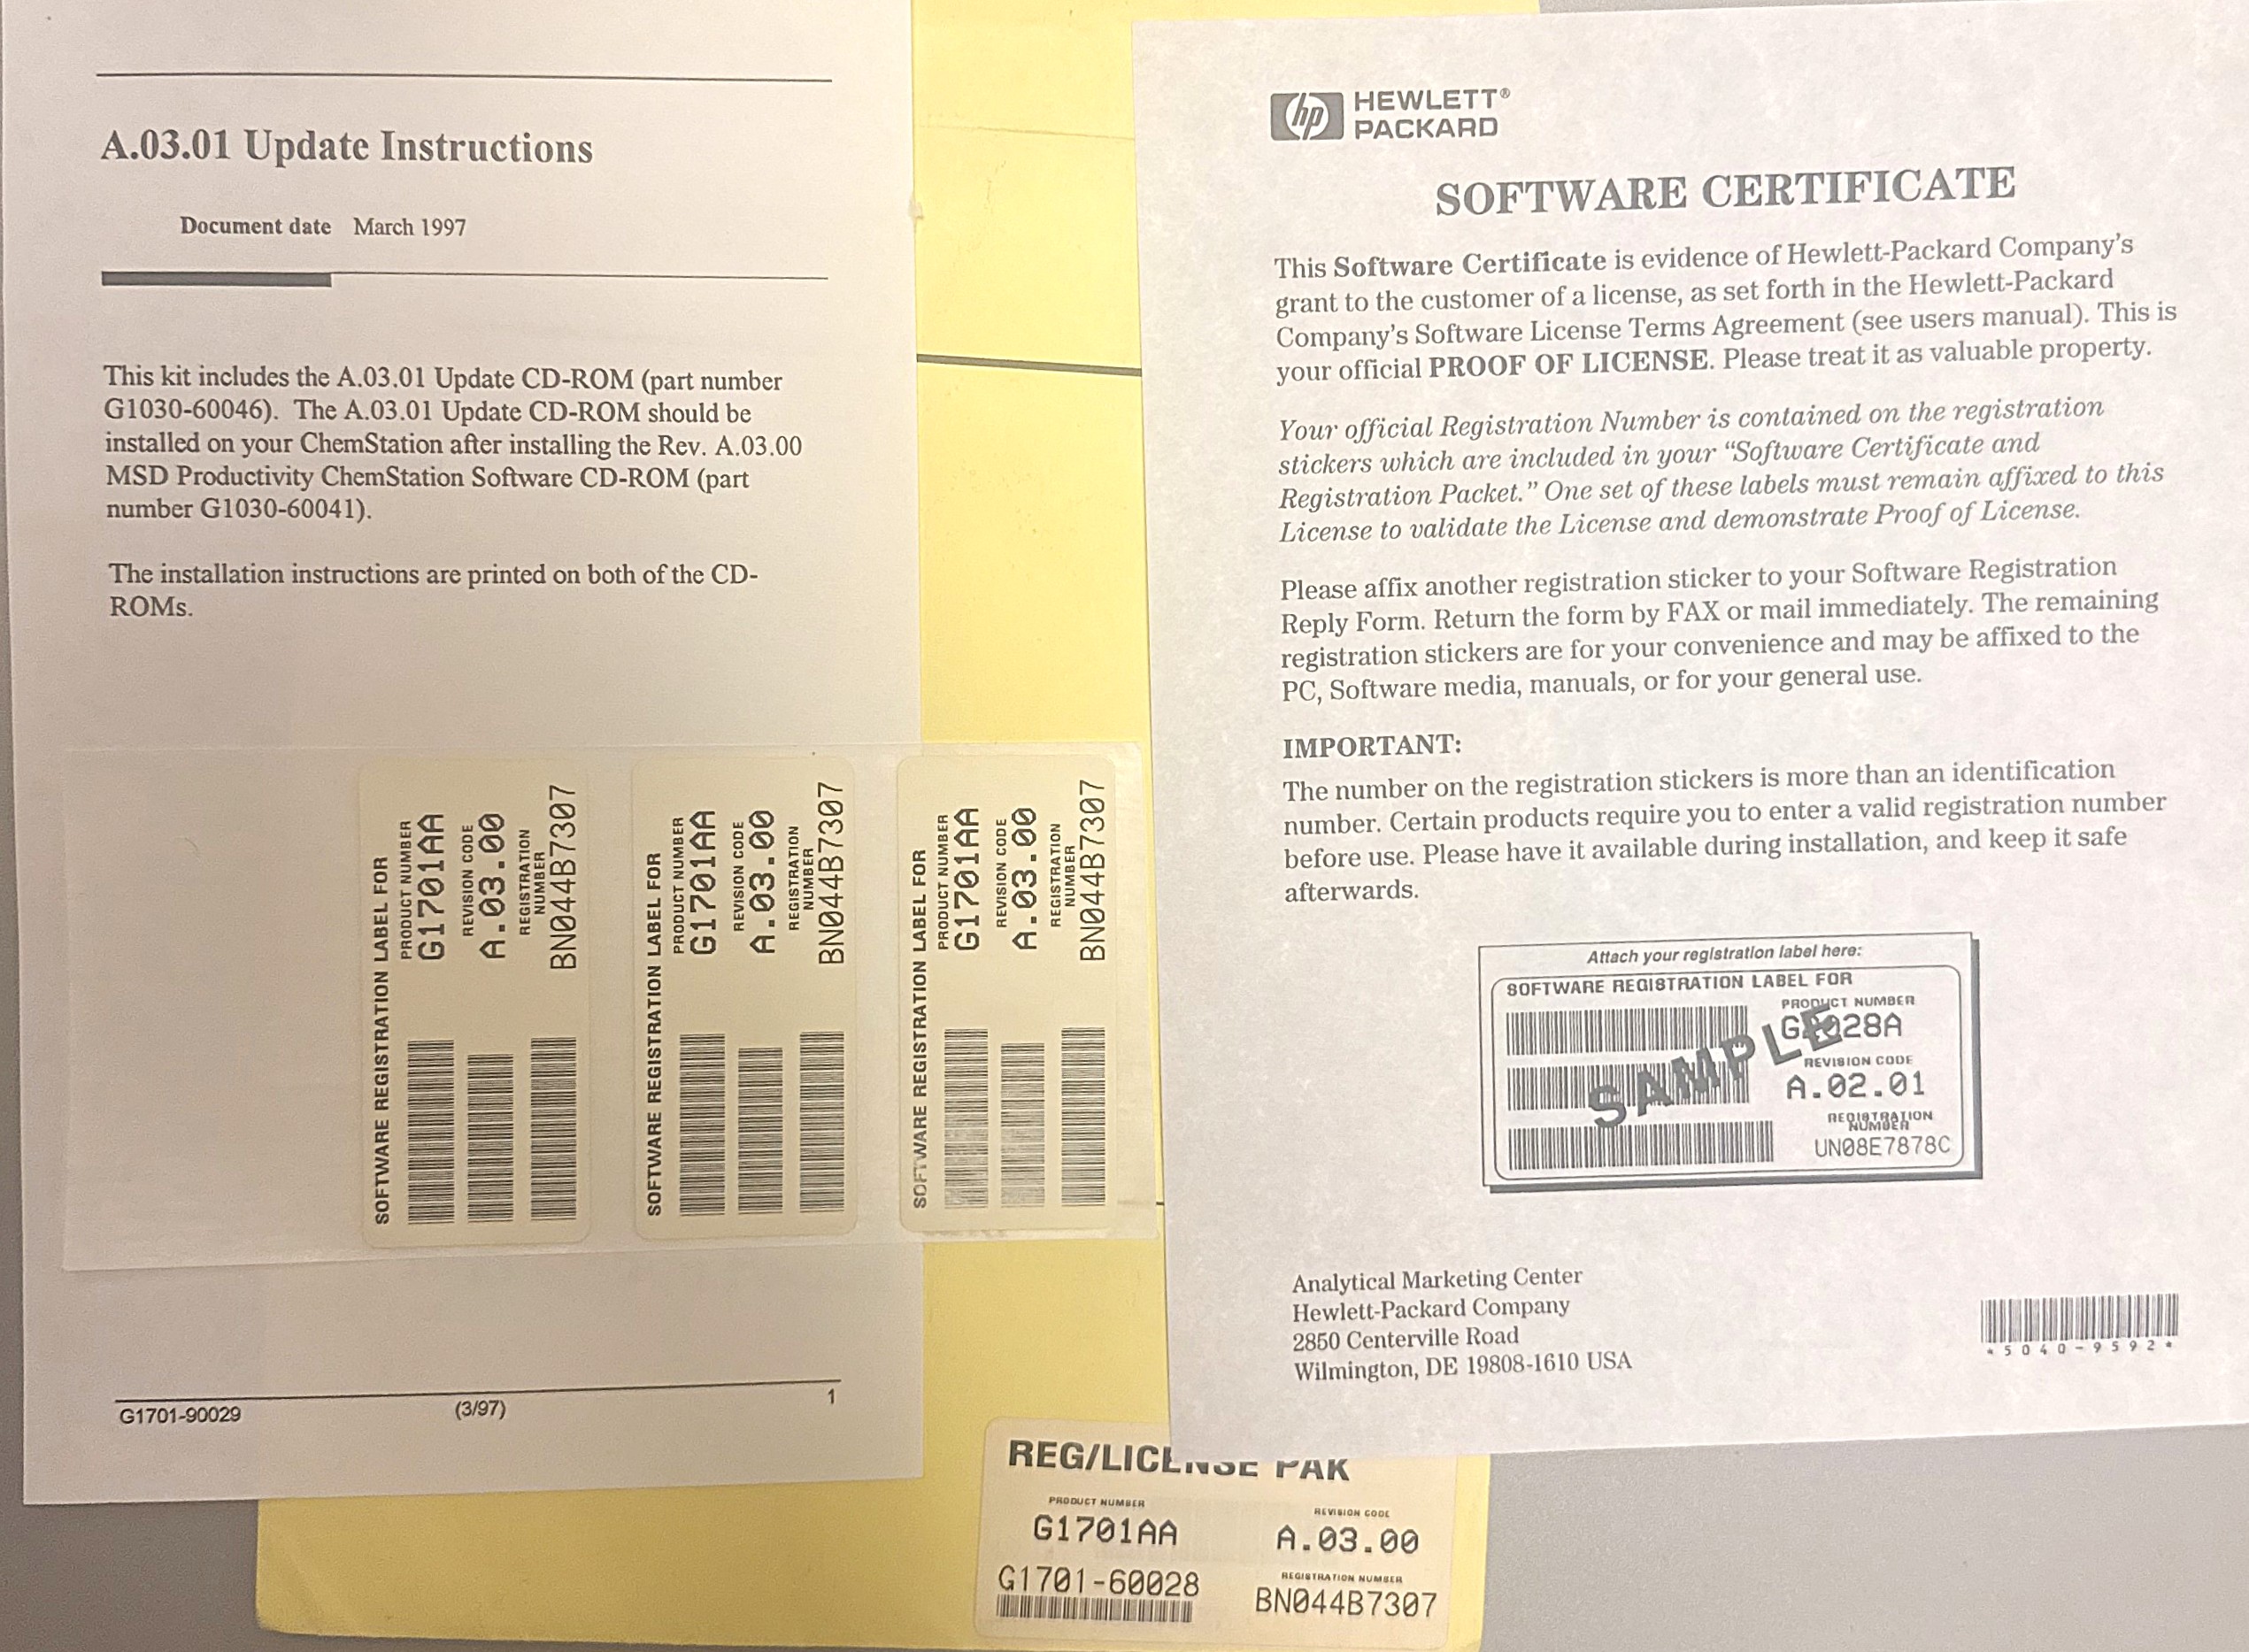 A.03.01 Update Instructions
Document date March 1997
This kit includes the A.03.01 Update CD-ROM (part number
G1030-60046). The A.03.01 Update CD-ROM should be
installed on your ChemStation after installing the Rev. A.03.00
MSD Productivity ChemStation Software CD-ROM (part
number G1030-60041).
The installation instructions are printed on both of the CD-
ROMs.
SOFTWARE REGISTRATION LABEL FOR
PRODUCT NUMBER
G1701AA
REVISION CODE
A.03.00
REGISTRATION
NUMBER
BN044B7307
SOFTWARE REGISTRATION LABEL FOR
PRODUCT NUMBER
G1701AA
REVISION CODE
A.03.00
REGISTRATION
NUMBER
BN044B7307
SOFTWARE REGISTRATION LABEL FOR
PRODUCT NUMBER
G1701AA
REVISION CODE
A.03.00
REGISTRATION
NUMBER
BN044B7307
G1701-90029 (3/97) 1
hp HEWLETT®
PACKARD
SOFTWARE CERTIFICATE
This Software Certificate is evidence of Hewlett-Packard Company's
grant to the customer of a license, as set forth in the Hewlett-Packard
Company's Software License Terms Agreement (see users manual). This is
your official PROOF OF LICENSE. Please treat it as valuable property.
Your official Registration Number is contained on the registration
stickers which are included in your “Software Certificate and
Registration Packet.” One set of these labels must remain affixed to this
License to validate the License and demonstrate Proof of License.
Please affix another registration sticker to your Software Registration
Reply Form. Return the form by FAX or mail immediately. The remaining
registration stickers are for your convenience and may be affixed to the
PC, Software media, manuals, or for your general use.
IMPORTANT:
The number on the registration stickers is more than an identification
number. Certain products require you to enter a valid registration number
before use. Please have it available during installation, and keep it safe
afterwards.
Attach your registration label here:
SOFTWARE REGISTRATION LABEL FOR
PRODUCT NUMBER
REVISION CODE
A.02.01
REGISTRATION
NUMBER
UN08E7878C
SAMPLE
Analytical Marketing Center
Hewlett-Packard Company
2850 Centerville Road
Wilmington, DE 19808-1610 USA
*5040-9592*
REG/LICENSE PAK
PRODUCT NUMBER
G1701AA
REVISION CODE
A.03.00
G1701-60028
REGISTRATION NUMBER
BN044B7307